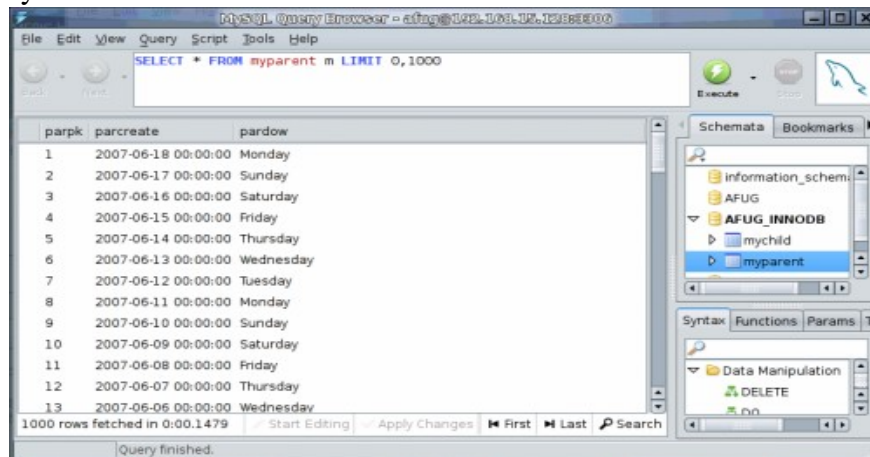 MySQL Query Browser - afug@192.168.15.128:3306
File Edit View Query Script Tools Help
SELECT * FROM myparent m LIMIT 0,1000
Back Next Execute Stop
parpk parcreate pardow
1 2007-06-18 00:00:00 Monday
2 2007-06-17 00:00:00 Sunday
3 2007-06-16 00:00:00 Saturday
4 2007-06-15 00:00:00 Friday
5 2007-06-14 00:00:00 Thursday
6 2007-06-13 00:00:00 Wednesday
7 2007-06-12 00:00:00 Tuesday
8 2007-06-11 00:00:00 Monday
9 2007-06-10 00:00:00 Sunday
10 2007-06-09 00:00:00 Saturday
11 2007-06-08 00:00:00 Friday
12 2007-06-07 00:00:00 Thursday
13 2007-06-06 00:00:00 Wednesday
1000 rows fetched in 0:00.1479 Start Editing Apply Changes First Last Search
Query finished.
Schemata Bookmarks
information_schem
AFUG
AFUG_INNODB
mychild
myparent
Syntax Functions Params
Data Manipulation
DELETE
DO